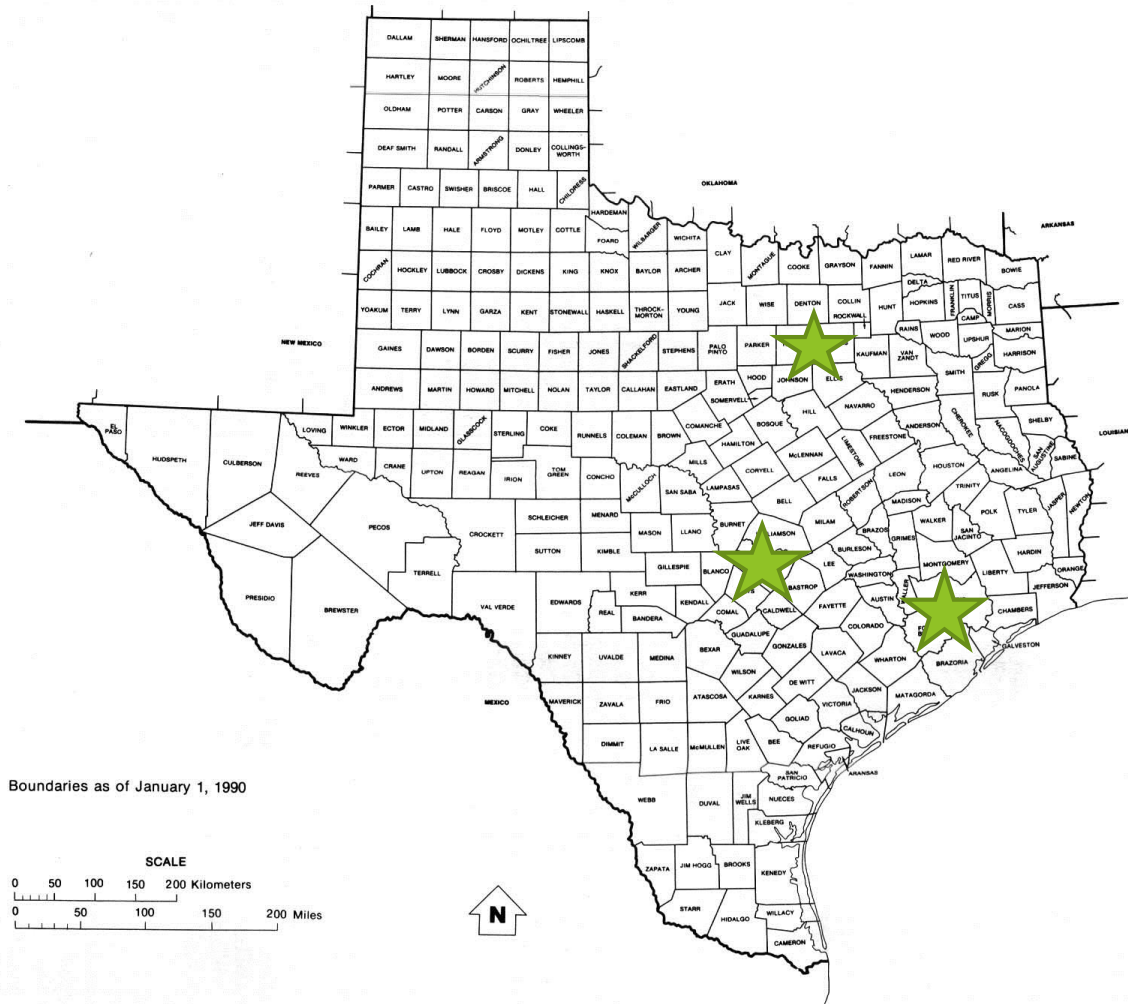 DALLAM
SHERMAN
HANSFORD
OCHILTREE
LIPSCOMB
HARTLEY
MOORE
HUTCHINSON
ROBERTS
HEMPHILL
OLDHAM
POTTER
CARSON
GRAY
WHEELER
DEAF SMITH
RANDALL
ARMSTRONG
DONLEY
COLLINGS-
WORTH
PARMER
CASTRO
SWISHER
BRISCOE
HALL
CHILDRESS
OKLAHOMA
HARDEMAN
BAILEY
LAMB
HALE
FLOYD
MOTLEY
COTTLE
FOARD
WILBARGER
WICHITA
CLAY
MONTAGUE
COOKE
GRAYSON
FANNIN
LAMAR
RED RIVER
BOWIE
ARKANSAS
COCHRAN
HOCKLEY
LUBBOCK
CROSBY
DICKENS
KING
KNOX
BAYLOR
ARCHER
DELTA
YOAKUM
TERRY
LYNN
GARZA
KENT
STONEWALL
HASKELL
THROCK-
MORTON
YOUNG
JACK
WISE
DENTON
COLLIN
ROCKWALL
HUNT
HOPKINS
FRANKLIN
TITUS
MORRIS
CASS
CAMP
NEW MEXICO
GAINES
DAWSON
BORDEN
SCURRY
FISHER
JONES
SHACKELFORD
STEPHENS
PALO
PINTO
PARKER
KAUFMAN
RAINS
WOOD
VAN
ZANDT
UPSHUR
MARION
GREGG
HARRISON
SMITH
ANDREWS
MARTIN
HOWARD
MITCHELL
NOLAN
TAYLOR
CALLAHAN
EASTLAND
ERATH
HOOD
SOMERVELL
JOHNSON
ELLIS
HENDERSON
RUSK
PANOLA
EL
PASO
HUDSPETH
CULBERSON
REEVES
LOVING
WINKLER
ECTOR
MIDLAND
GLASSCOCK
STERLING
COKE
RUNNELS
COLEMAN
BROWN
COMANCHE
BOSQUE
HILL
NAVARRO
ANDERSON
CHEROKEE
NACOGDOCHES
SHELBY
SAN
AUGUSTINE
SABINE
LOUISIANA
WARD
CRANE
UPTON
REAGAN
IRION
TOM
GREEN
CONCHO
McCULLOCH
SAN SABA
MILLS
HAMILTON
CORYELL
McLENNAN
LIMESTONE
FREESTONE
LEON
HOUSTON
ANGELINA
TRINITY
LAMPASAS
BELL
FALLS
ROBERTSON
MADISON
JEFF DAVIS
PECOS
CROCKETT
SCHLEICHER
MENARD
MASON
LLANO
BURNET
MILAM
BRAZOS
GRIMES
WALKER
SAN
JACINTO
POLK
TYLER
JASPER
NEWTON
TERRELL
SUTTON
KIMBLE
GILLESPIE
BLANCO
LEE
BURLESON
WASHINGTON
MONTGOMERY
LIBERTY
HARDIN
ORANGE
JEFFERSON
PRESIDIO
BREWSTER
VAL VERDE
EDWARDS
REAL
KERR
BANDERA
KENDALL
COMAL
CALDWELL
BASTROP
FAYETTE
AUSTIN
COLORADO
CHAMBERS
GALVESTON
KINNEY
UVALDE
MEDINA
BEXAR
GUADALUPE
GONZALES
LAVACA
WHARTON
BRAZORIA
WILSON
MEXICO
MAVERICK
ZAVALA
FRIO
ATASCOSA
KARNES
DE WITT
JACKSON
MATAGORDA
VICTORIA
GOLIAD
CALHOUN
DIMMIT
LA SALLE
McMULLEN
LIVE
OAK
BEE
REFUGIO
SAN
PATRICIO
ARANSAS
WEBB
DUVAL
JIM
WELLS
NUECES
KLEBERG
ZAPATA
JIM HOGG
BROOKS
KENEDY
STARR
HIDALGO
WILLACY
CAMERON
Boundaries as of January 1, 1990
SCALE
0 50 100 150 200 Kilometers
0 50 100 150 200 Miles
N